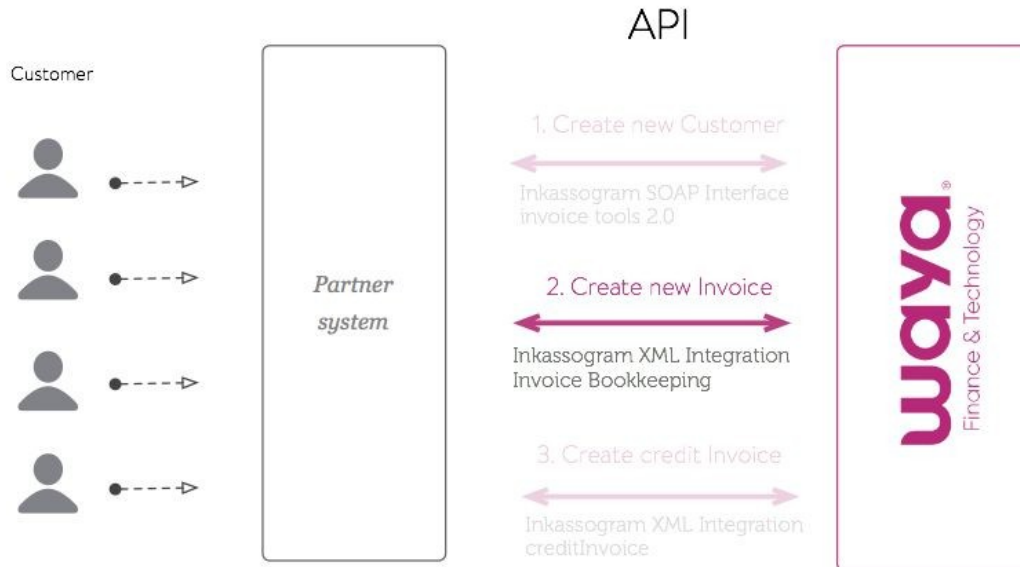 API
Customer
1. Create new Customer
Inkassogram SOAP Interface
invoice tools 2.0
Partner
system
2. Create new Invoice
Inkassogram XML Integration
Invoice Bookkeeping
3. Create credit Invoice
Inkassogram XML Integration
creditInvoice
waya®
Finance & Technology